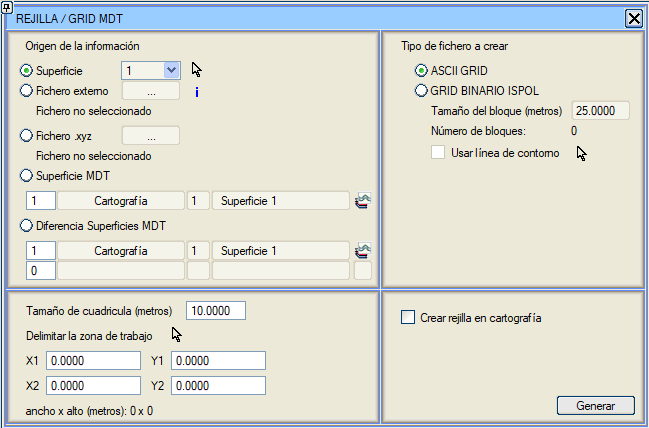 REJILLA / GRID MDT
Origen de la información
Superficie 1
Fichero externo ... i
Fichero no seleccionado
Fichero .xyz ...
Fichero no seleccionado
Superficie MDT
1 Cartografía 1 Superficie 1
Diferencia Superficies MDT
1 Cartografía 1 Superficie 1
0
Tipo de fichero a crear
ASCII GRID
GRID BINARIO ISPOL
Tamaño del bloque (metros) 25.0000
Número de bloques: 0
Usar línea de contorno
Tamaño de cuadricula (metros) 10.0000
Delimitar la zona de trabajo
X1 0.0000 Y1 0.0000
X2 0.0000 Y2 0.0000
ancho x alto (metros): 0 x 0
Crear rejilla en cartografía
Generar